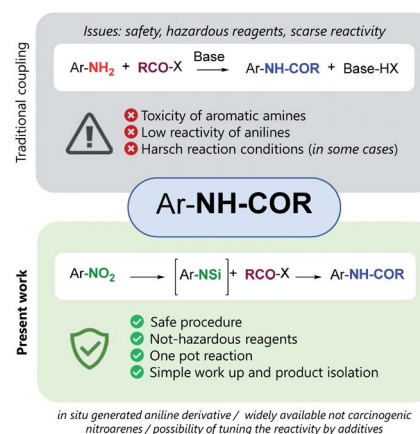 Traditional coupling
Issues: safety, hazardous reagents, scarse reactivity
Ar-NH2 + RCO-X Base Ar-NH-COR + Base-HX
Toxicity of aromatic amines
Low reactivity of anilines
Harsh reaction conditions (in some cases)
Ar-NH-COR
Present work
Ar-NO2 [Ar-NSi] + RCO-X Ar-NH-COR
Safe procedure
Not-hazardous reagents
One pot reaction
Simple work up and product isolation
in situ generated aniline derivative / widely available not carcinogenic
nitroarenes / possibility of tuning the reactivity by additives